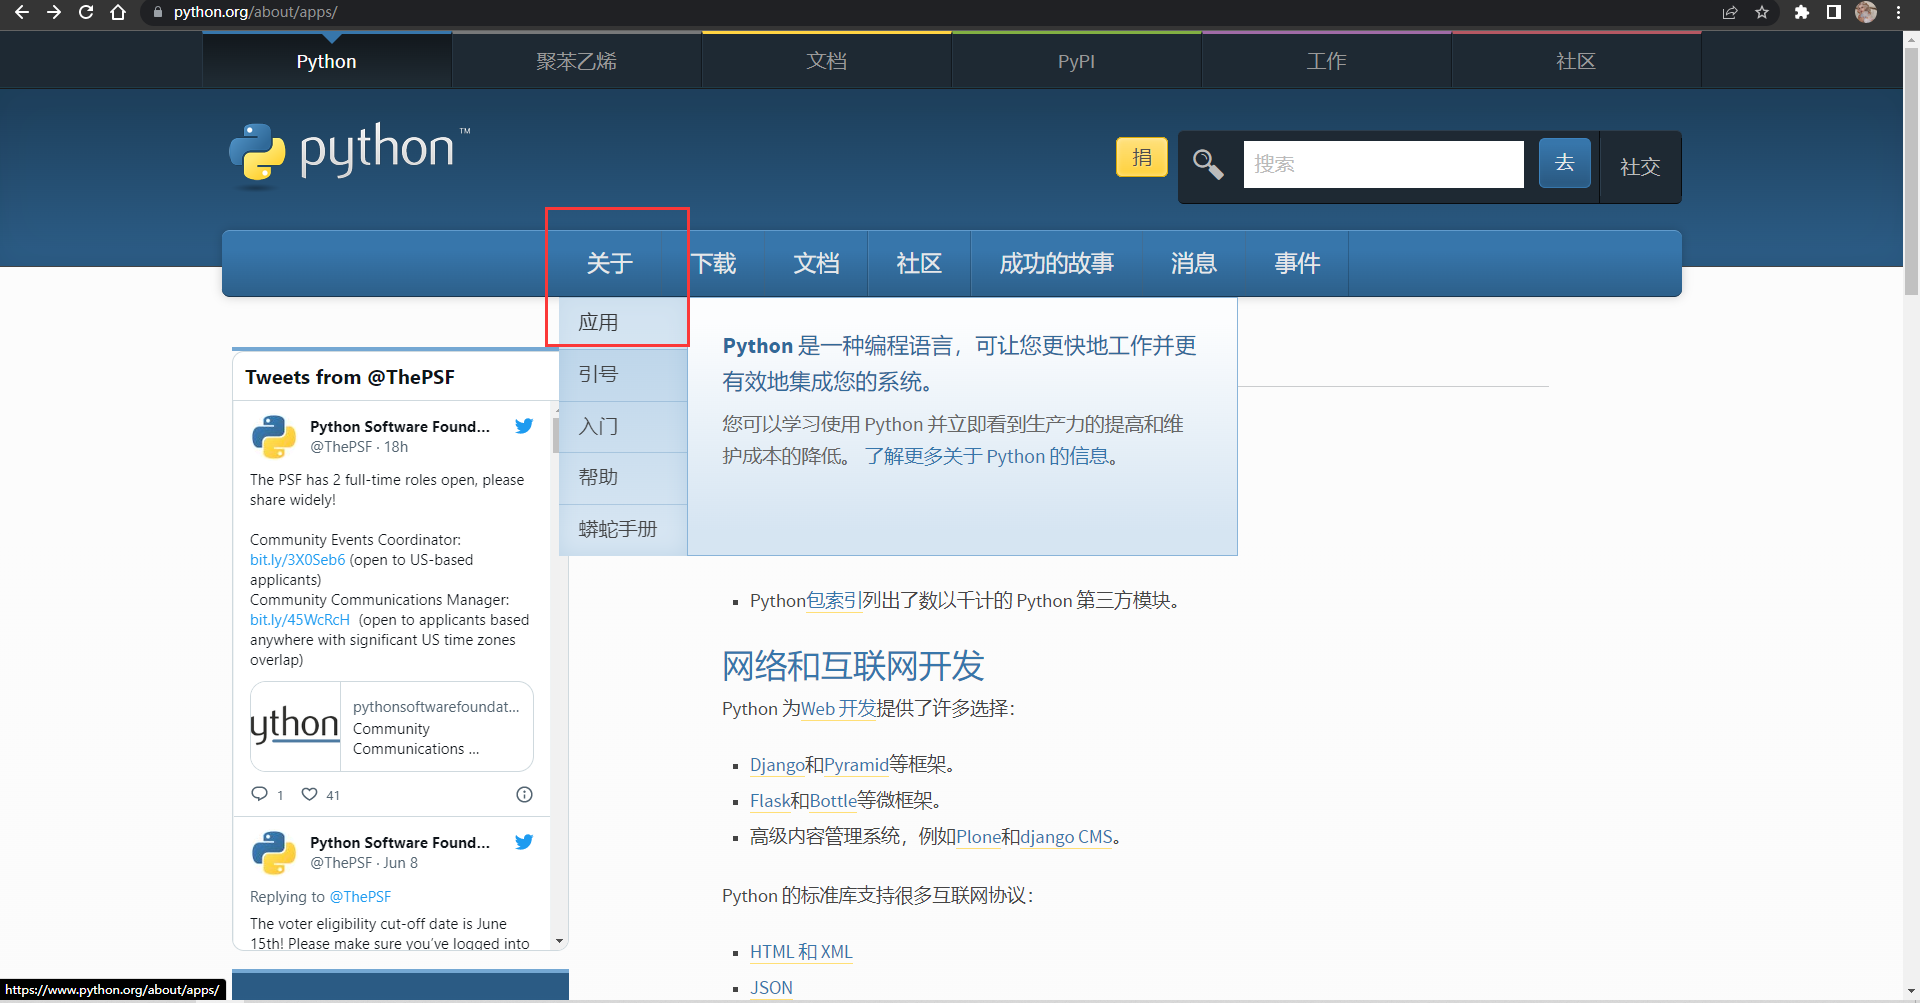 python.org/about/apps/
Python
聚苯乙烯
文档
PyPI
工作
社区
python™
捐
搜索
去
社交
关于
下载
文档
社区
成功的故事
消息
事件
应用
引号
入门
帮助
蟒蛇手册
Python 是一种编程语言，可让您更快地工作并更
有效地集成您的系统。
您可以学习使用 Python 并立即看到生产力的提高和维
护成本的降低。 了解更多关于 Python 的信息。
Tweets from @ThePSF
Python Software Found...
@ThePSF · 18h
The PSF has 2 full-time roles open, please
share widely!
Community Events Coordinator:
bit.ly/3X0Seb6 (open to US-based
applicants)
Community Communications Manager:
bit.ly/45WcRcH (open to applicants based
anywhere with significant US time zones
overlap)
ython
pythonsoftwarefoundat...
Community
Communications ...
1
41
Python Software Found...
@ThePSF · Jun 8
Replying to @ThePSF
The voter eligibility cut-off date is June
15th! Please make sure you've logged into
Python包索引列出了数以千计的 Python 第三方模块。
网络和互联网开发
Python 为Web 开发提供了许多选择：
Django和Pyramid等框架。
Flask和Bottle等微框架。
高级内容管理系统，例如Plone和django CMS。
Python 的标准库支持很多互联网协议：
HTML 和 XML
JSON
https://www.python.org/about/apps/